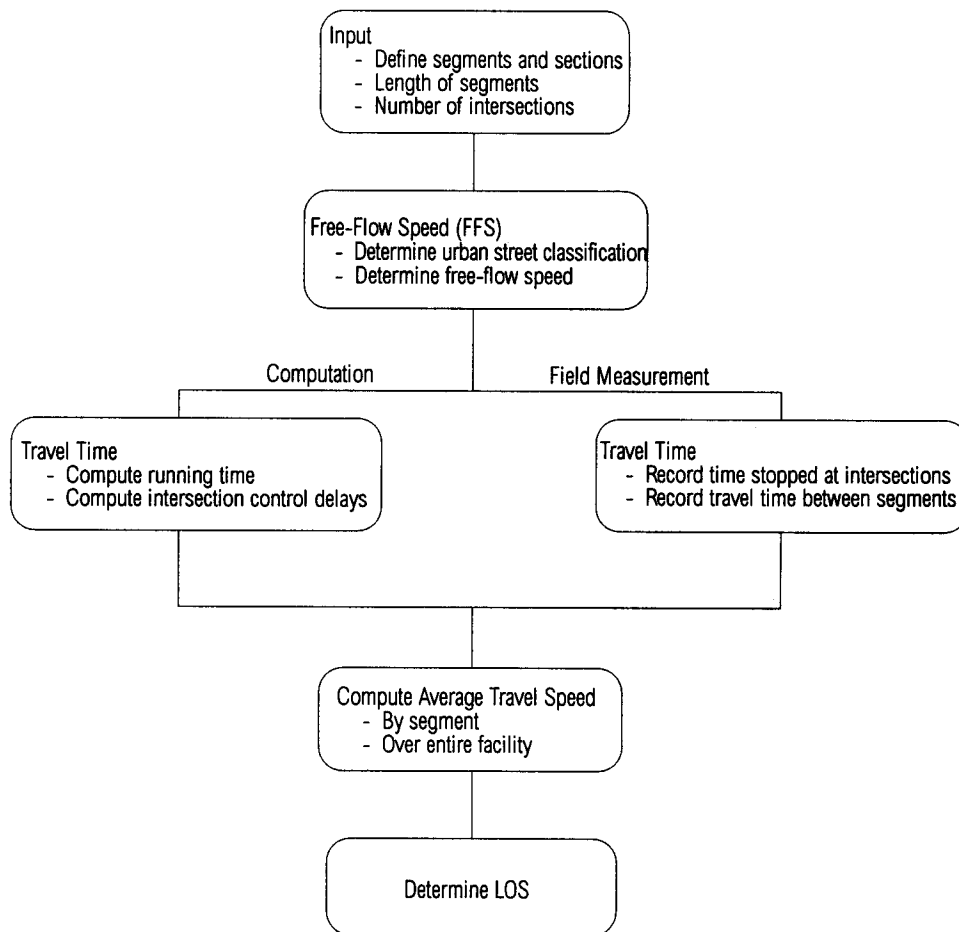 Input
- Define segments and sections
- Length of segments
- Number of intersections
Free-Flow Speed (FFS)
- Determine urban street classification
- Determine free-flow speed
Computation
Field Measurement
Travel Time
- Compute running time
- Compute intersection control delays
Travel Time
- Record time stopped at intersections
- Record travel time between segments
Compute Average Travel Speed
- By segment
- Over entire facility
Determine LOS